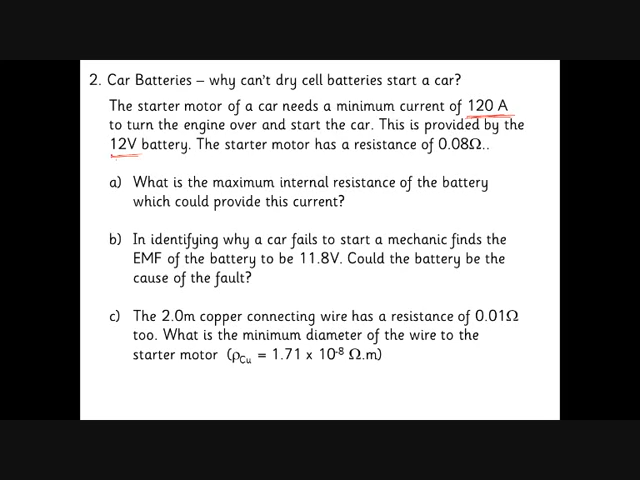 2. Car Batteries – why can't dry cell batteries start a car?
The starter motor of a car needs a minimum current of 120 A
to turn the engine over and start the car. This is provided by the
12V battery. The starter motor has a resistance of 0.08Ω..
a) What is the maximum internal resistance of the battery
which could provide this current?
b) In identifying why a car fails to start a mechanic finds the
EMF of the battery to be 11.8V. Could the battery be the
cause of the fault?
c) The 2.0m copper connecting wire has a resistance of 0.01Ω
too. What is the minimum diameter of the wire to the
starter motor (ρCu = 1.71 x 10⁻⁸ Ω.m)